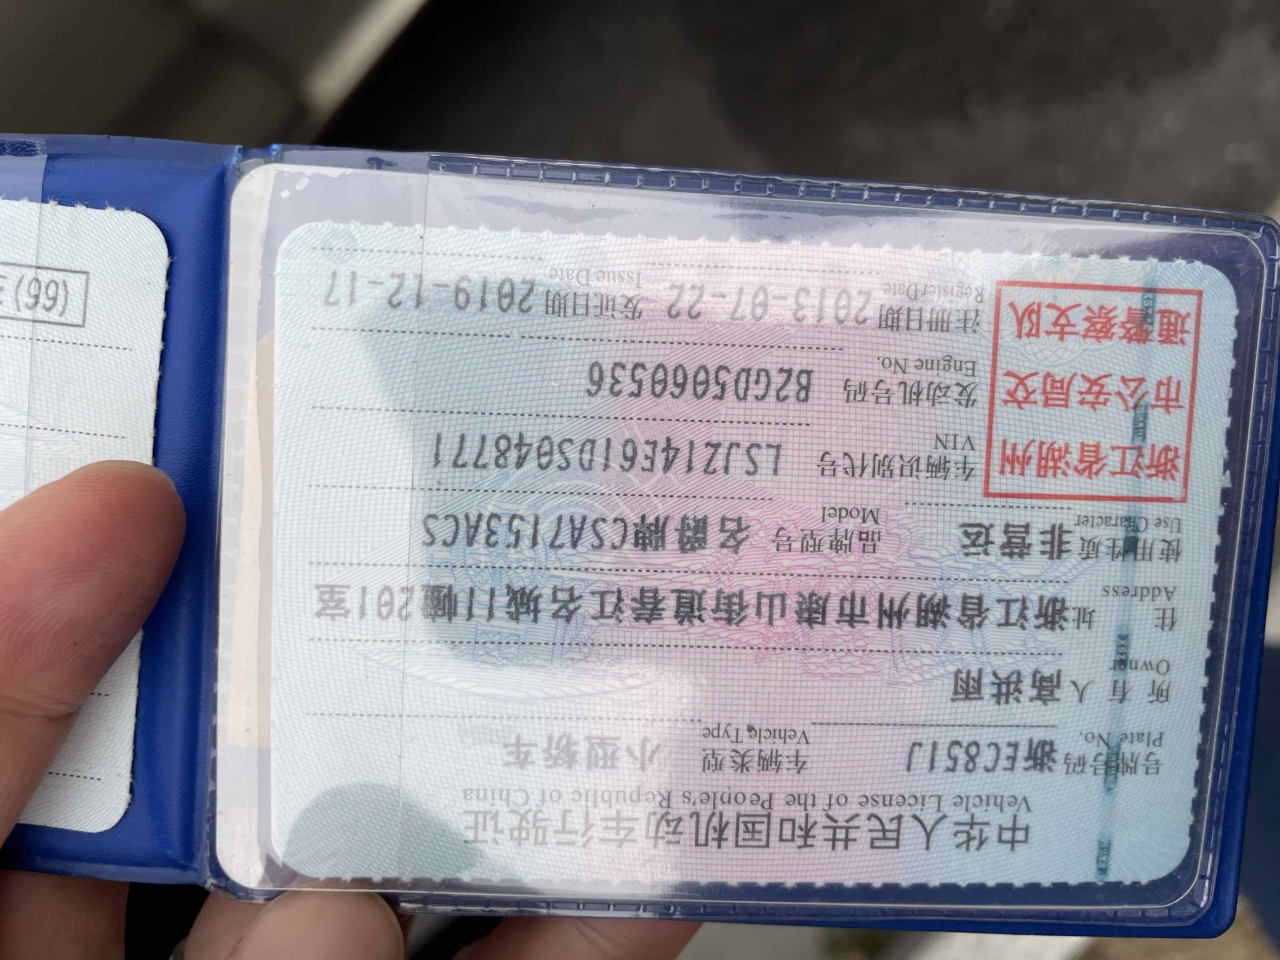 中华人民共和国机动车行驶证
Vehicle License of the People's Republic of China
号牌号码 浙EC851J 车辆类型 小型轿车
Plate No. Vehicle Type
所有人 高洪雨
Owner
住址 浙江省湖州市康山街道春江名城11幢201室
Address
使用性质 非营运 品牌型号 名爵牌CSA7153ACS
Use Character Model
浙江省湖州
市公安局交
通警察支队
车辆识别代号 LSJZ14E61DS048771
VIN
发动机号码 B2GD5060536
Engine No.
注册日期 2013-07-22 发证日期 2019-12-17
Register Date Issue Date
(99)